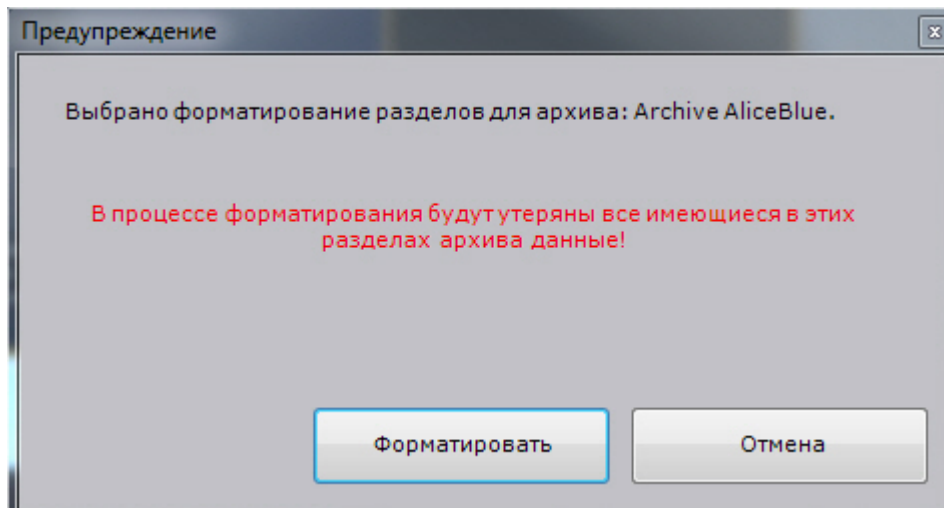 Предупреждение
Выбрано форматирование разделов для архива: Archive AliceBlue.
В процессе форматирования будут утеряны все имеющиеся в этих
разделах архива данные!
Форматировать
Отмена